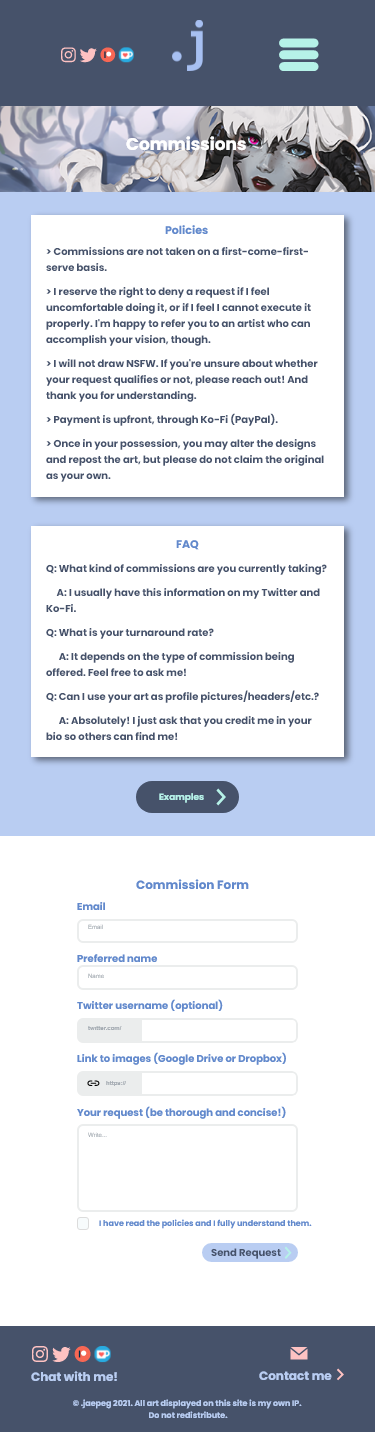 .j
Commissions
Policies
> Commissions are not taken on a first-come-first-
serve basis.
> I reserve the right to deny a request if I feel
uncomfortable doing it, or if I feel I cannot execute it
properly. I'm happy to refer you to an artist who can
accomplish your vision, though.
> I will not draw NSFW. If you're unsure about whether
your request qualifies or not, please reach out! And
thank you for understanding.
> Payment is upfront, through Ko-Fi (PayPal).
> Once in your possession, you may alter the designs
and repost the art, but please do not claim the original
as your own.
FAQ
Q: What kind of commissions are you currently taking?
A: I usually have this information on my Twitter and
Ko-Fi.
Q: What is your turnaround rate?
A: It depends on the type of commission being
offered. Feel free to ask me!
Q: Can I use your art as profile pictures/headers/etc.?
A: Absolutely! I just ask that you credit me in your
bio so others can find me!
Examples
Commission Form
Email
Email
Preferred name
Name
Twitter username (optional)
twitter.com/
Link to images (Google Drive or Dropbox)
https://
Your request (be thorough and concise!)
Write...
I have read the policies and I fully understand them.
Send Request
Chat with me!
Contact me
© .jaepeg 2021. All art displayed on this site is my own IP.
Do not redistribute.